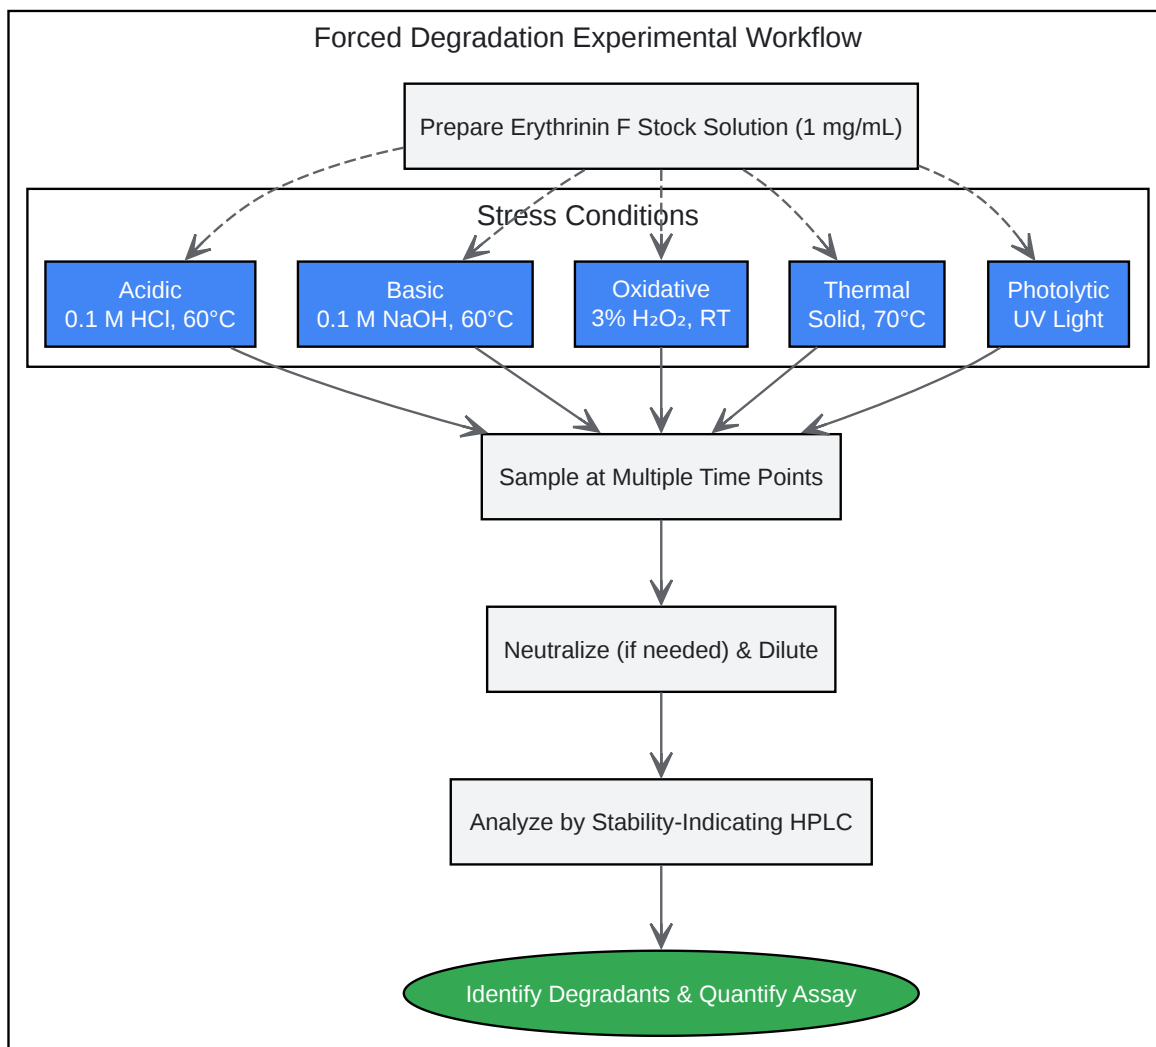 Forced Degradation Experimental Workflow
Prepare Erythrinin F Stock Solution (1 mg/mL)
Stress Conditions
Acidic
0.1 M HCl, 60°C
Basic
0.1 M NaOH, 60°C
Oxidative
3% H₂O₂, RT
Thermal
Solid, 70°C
Photolytic
UV Light
Sample at Multiple Time Points
Neutralize (if needed) & Dilute
Analyze by Stability-Indicating HPLC
Identify Degradants & Quantify Assay